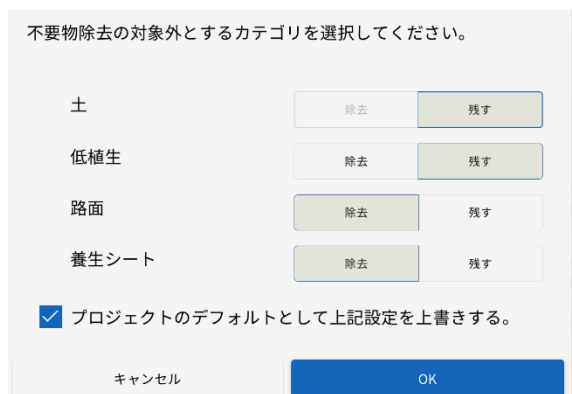 不要物除去の対象外とするカテゴリを選択してください。
土 除去 残す
低植生 除去 残す
路面 除去 残す
養生シート 除去 残す
プロジェクトのデフォルトとして上記設定を上書きする。
キャンセル OK